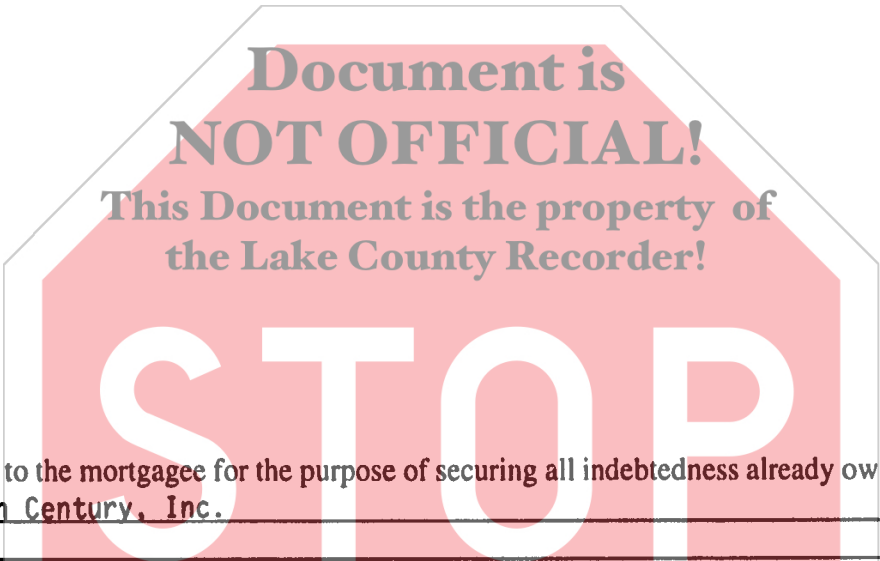 Document is
NOT OFFICIAL!
This Document is the property of
the Lake County Recorder!
STOP
to the mortgagee for the purpose of securing all indebtedness already
Century, Inc.